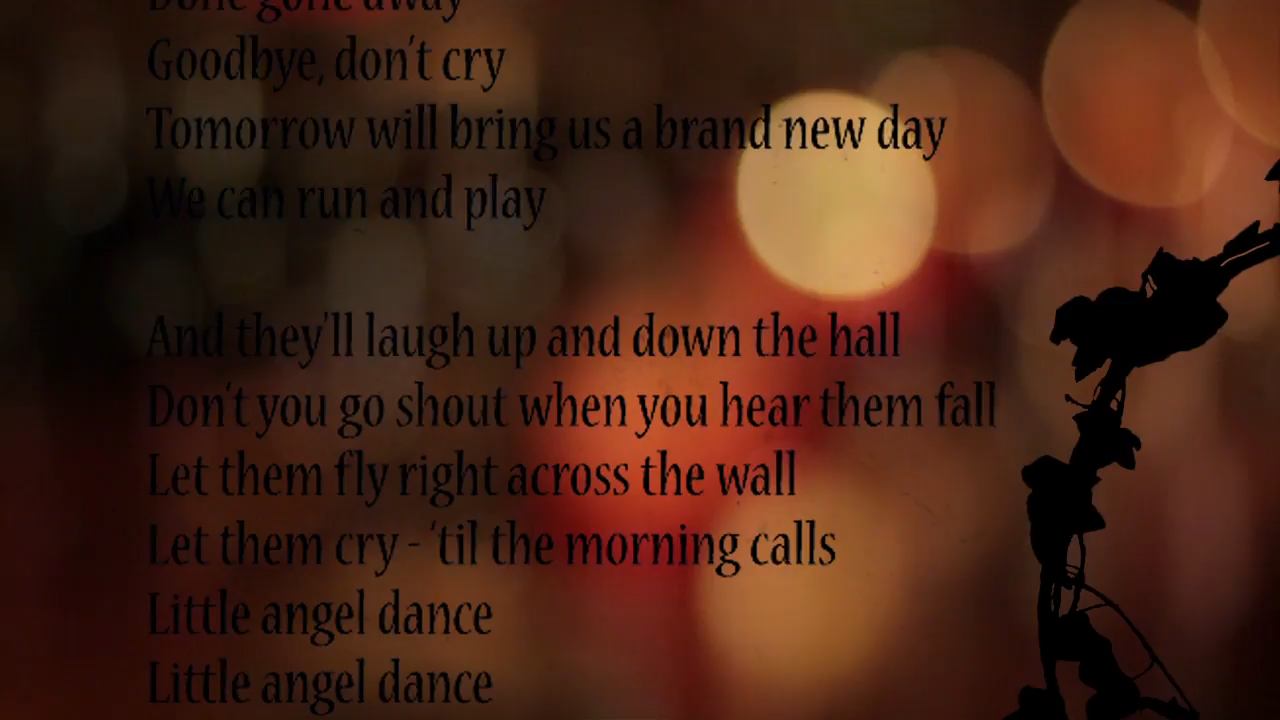 Done gone away
Goodbye, don't cry
Tomorrow will bring us a brand new day
We can run and play
And they'll laugh up and down the hall
Don't you go shout when you hear them fall
Let them fly right across the wall
Let them cry - 'til the morning calls
Little angel dance
Little angel dance